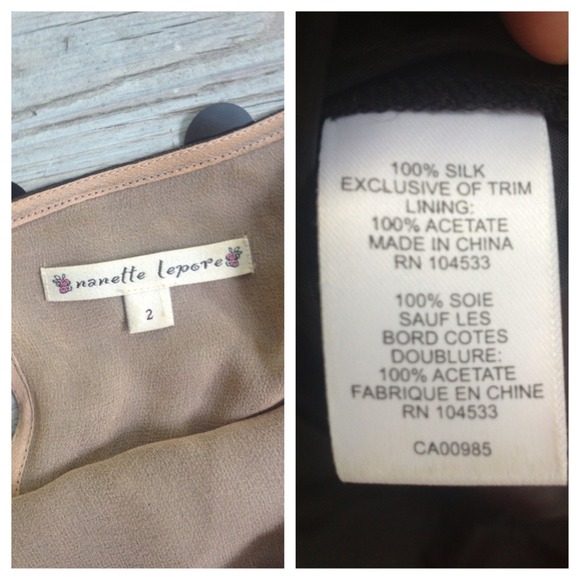 nanette lepore
2
100% SILK
EXCLUSIVE OF TRIM
LINING:
100% ACETATE
MADE IN CHINA
RN 104533
100% SOIE
SAUF LES
BORD COTES
DOUBLURE:
100% ACETATE
FABRIQUE EN CHINE
RN 104533
CA00985